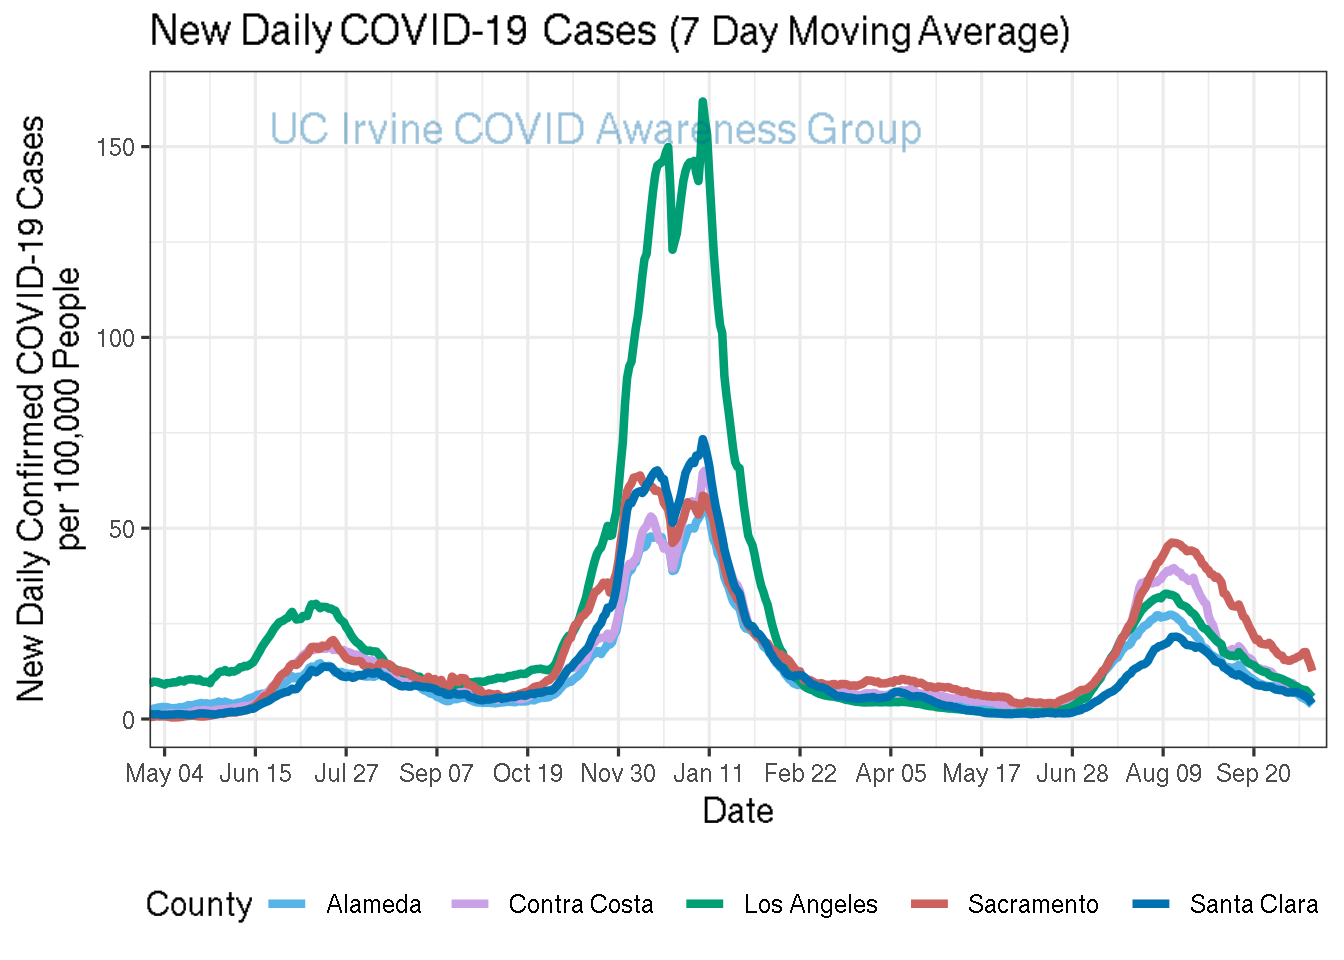 New Daily COVID-19 Cases (7 Day Moving Average)
UC Irvine COVID Awareness Group
New Daily Confirmed COVID-19 Cases
per 100,000 People
150
100
50
0
May 04 Jun 15 Jul 27 Sep 07 Oct 19 Nov 30 Jan 11 Feb 22 Apr 05 May 17 Jun 28 Aug 09 Sep 20
Date
County Alameda Contra Costa Los Angeles Sacramento Santa Clara